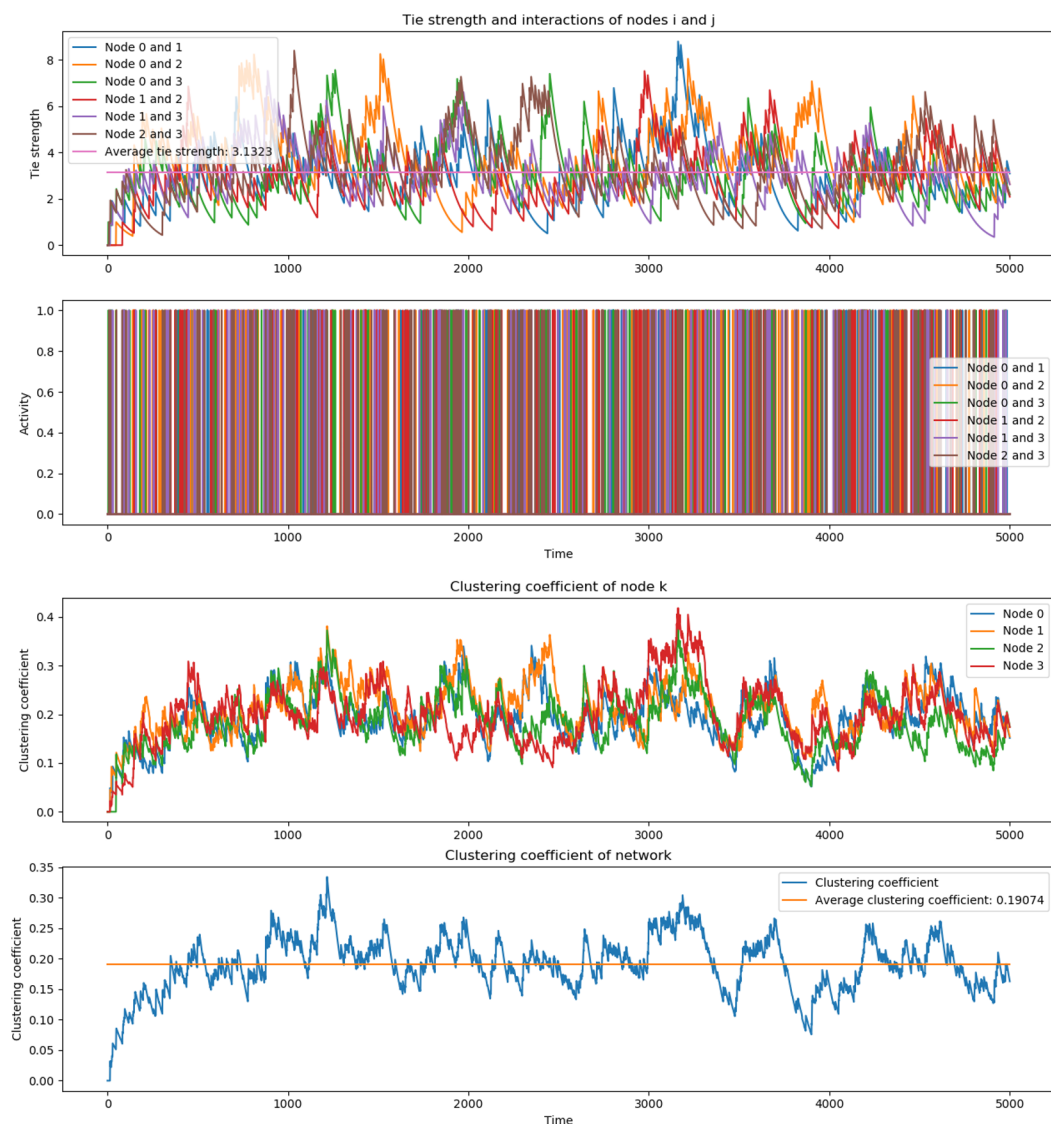 Tie strength and interactions of nodes i and j
Tie strength
8
6
4
2
0
Node 0 and 1
Node 0 and 2
Node 0 and 3
Node 1 and 2
Node 1 and 3
Node 2 and 3
Average tie strength: 3.1323
0 1000 2000 3000 4000 5000
Activity
1.0
0.8
0.6
0.4
0.2
0.0
Node 0 and 1
Node 0 and 2
Node 0 and 3
Node 1 and 2
Node 1 and 3
Node 2 and 3
0 1000 2000 3000 4000 5000
Time
Clustering coefficient of node k
Clustering coefficient
0.4
0.3
0.2
0.1
0.0
Node 0
Node 1
Node 2
Node 3
0 1000 2000 3000 4000 5000
Clustering coefficient of network
Clustering coefficient
0.35
0.30
0.25
0.20
0.15
0.10
0.05
0.00
Clustering coefficient
Average clustering coefficient: 0.19074
0 1000 2000 3000 4000 5000
Time